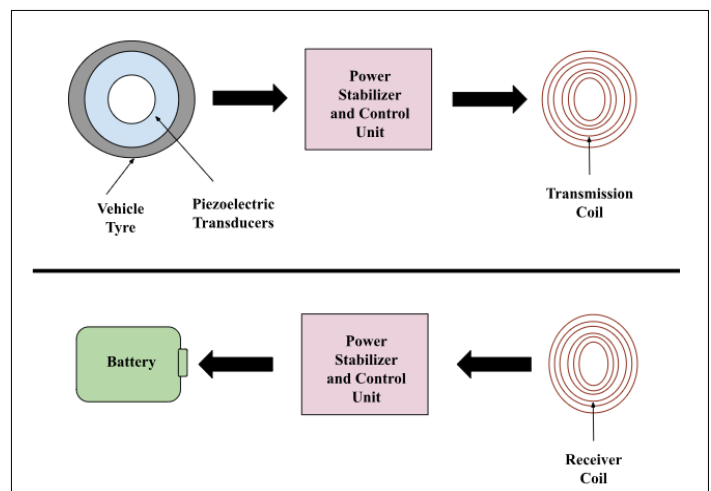 Power
Stabilizer
and Control
Unit
Vehicle
Tyre
Piezoelectric
Transducers
Transmission
Coil
Battery
Power
Stabilizer
and Control
Unit
Receiver
Coil